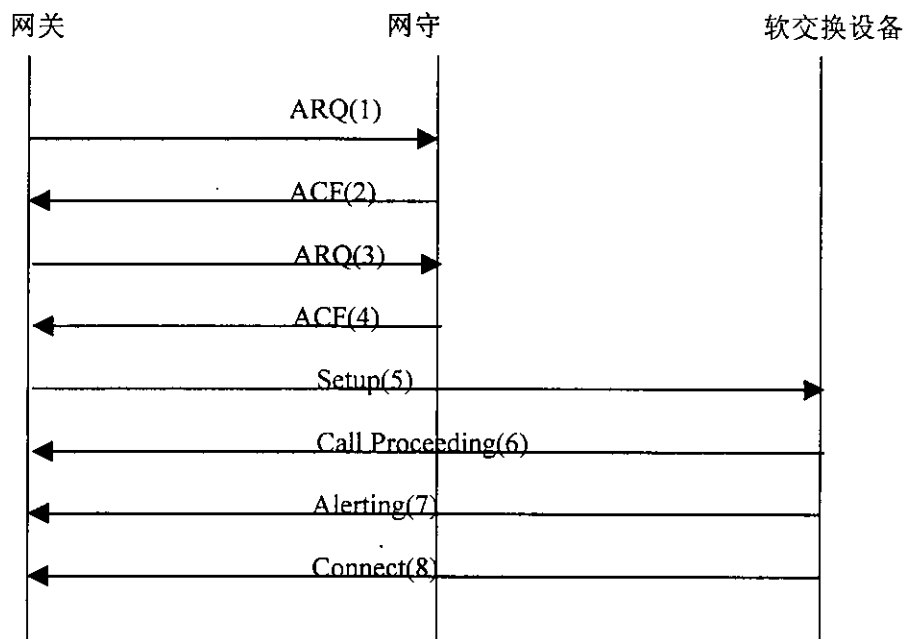 网关
网守
软交换设备
ARQ(1)
ACF(2)
ARQ(3)
ACF(4)
Setup(5)
Call Proceeding(6)
Alerting(7)
Connect(8)